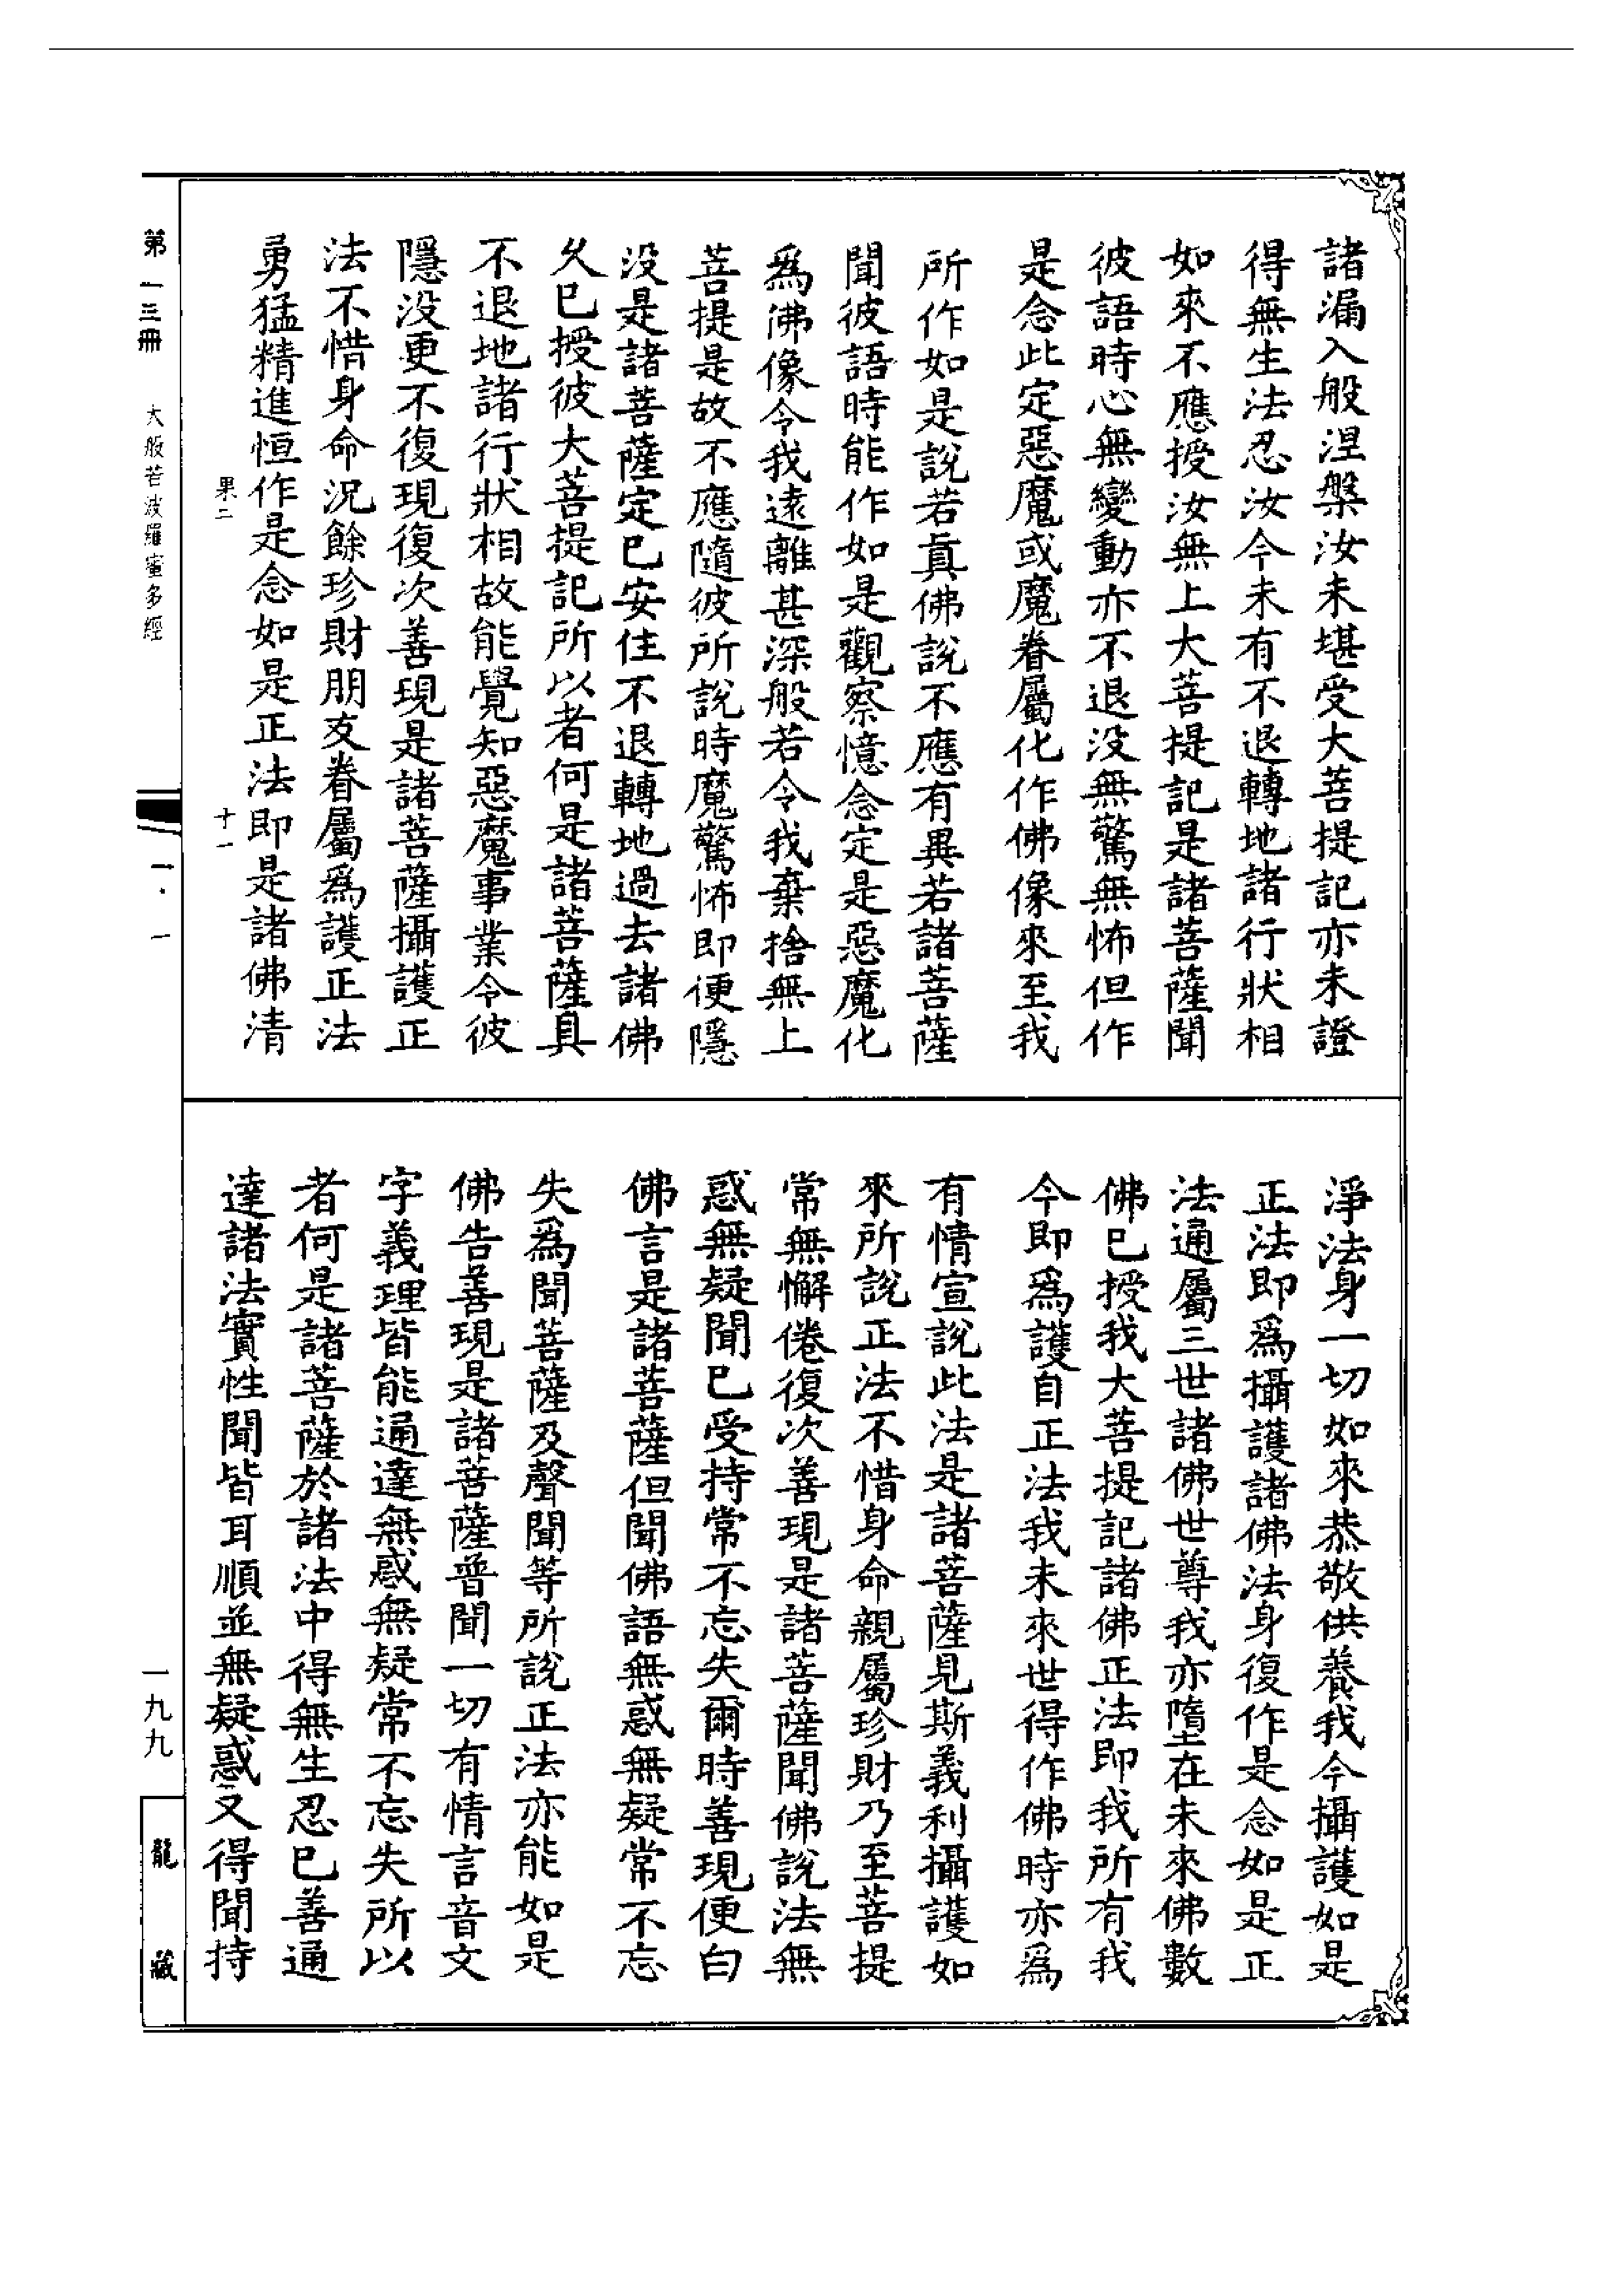 諸漏入般涅槃汝未堪受大菩提記亦未證
得無生法忍汝今未有不退轉地諸行狀相
如來不應授汝無上大菩提記是諸菩薩聞
彼語時心無變動亦不退没無驚無怖但作
是念此定惡魔或魔眷屬化作佛像來至我
所作如是説若眞佛説不應有異若諸菩薩
聞彼語時能作如是觀察憶念定是惡魔化
爲佛像令我遠離甚深般若令我棄捨無上
菩提是故不應隨彼所説時魔驚怖即便隱
没是諸菩薩定已安住不退轉地過去諸佛
久已授彼大菩提記所以者何是諸菩薩具
不退地諸行狀相故能覺知惡魔事業令彼
隱没更不復現復次善現是諸菩薩攝護正
法不惜身命況餘珍財朋友眷屬爲護正法
勇猛精進恒作是念如是正法即是諸佛清
淨法身一切如來恭敬供養我今攝護如是
正法即爲攝護諸佛法身復作是念如是正
法通屬三世諸佛世尊我亦墮在未來佛數
佛已授我大菩提記諸佛正法即我所有我
今即爲護自正法我未來世得作佛時亦爲
有情宣説此法是諸菩薩見斯義利攝護如
來所説正法不惜身命親屬珍財乃至菩提
常無懈倦復次善現是諸菩薩聞佛説法無
惑無疑聞已受持常不忘失爾時善現便白
佛言是諸菩薩但聞佛語無惑無疑常不忘
失爲聞菩薩及聲聞等所説正法亦能如是
佛告善現是諸菩薩普聞一切有情言音文
字義理皆能通達無惑無疑常不忘失所以
者何是諸菩薩於諸法中得無生忍已善通
達諸法實性聞皆耳順並無疑惑又得聞持
果二
十一
第一三冊
大般若波羅蜜多經
一·一
一九九
龍藏